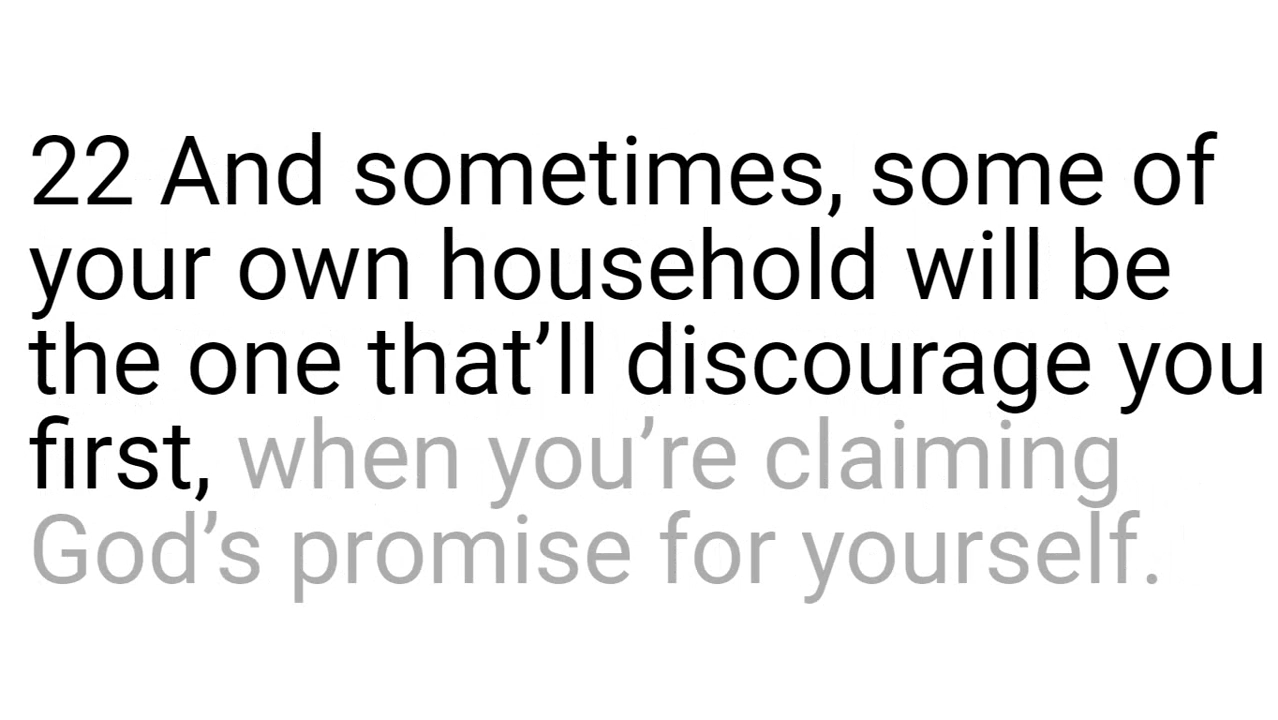 22 And sometimes, some of
your own household will be
the one that’ll discourage you
first, when you’re claiming
God’s promise for yourself.